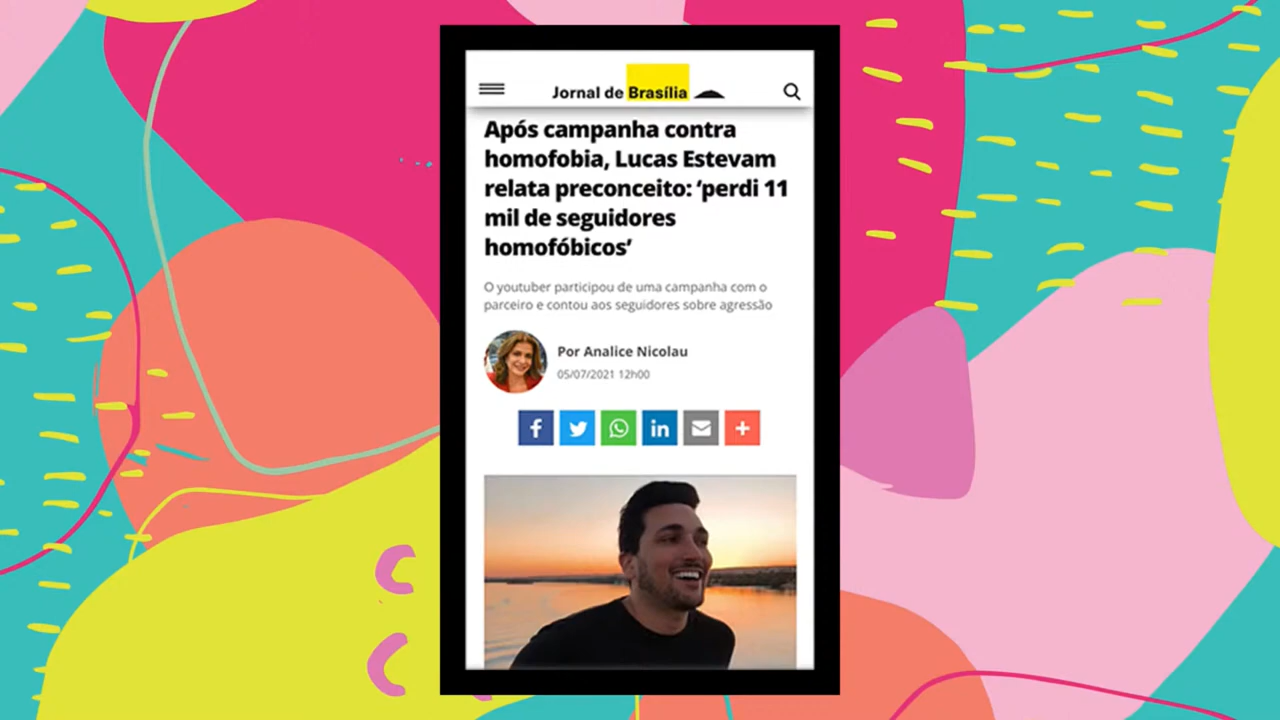 Jornal de Brasília
Após campanha contra
homofobia, Lucas Estevam
relata preconceito: ‘perdi 11
mil de seguidores
homofóbicos’
O youtuber participou de uma campanha com o
parceiro e contou aos seguidores sobre agressão
Por Analice Nicolau
05/07/2021 12h00